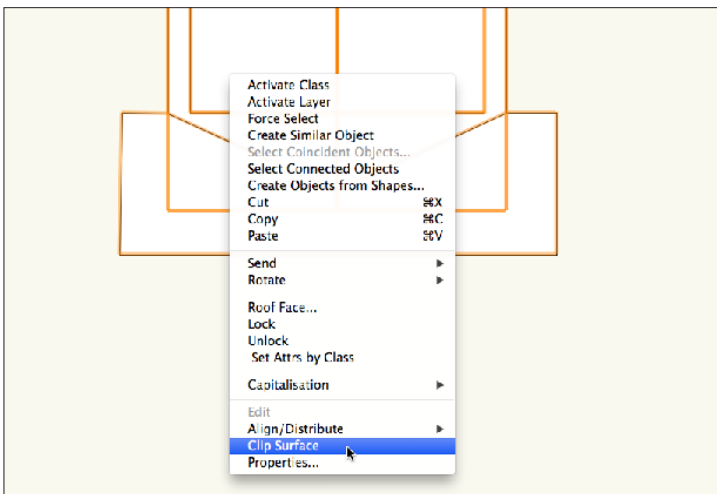 Activate Class
Activate Layer
Force Select
Create Similar Object
Select Coincident Objects...
Select Connected Objects
Create Objects from Shapes...
Cut ⌘X
Copy ⌘C
Paste ⌘V
Send
Rotate
Roof Face...
Lock
Unlock
Set Attrs by Class
Capitalisation
Edit
Align/Distribute
Clip Surface
Properties...